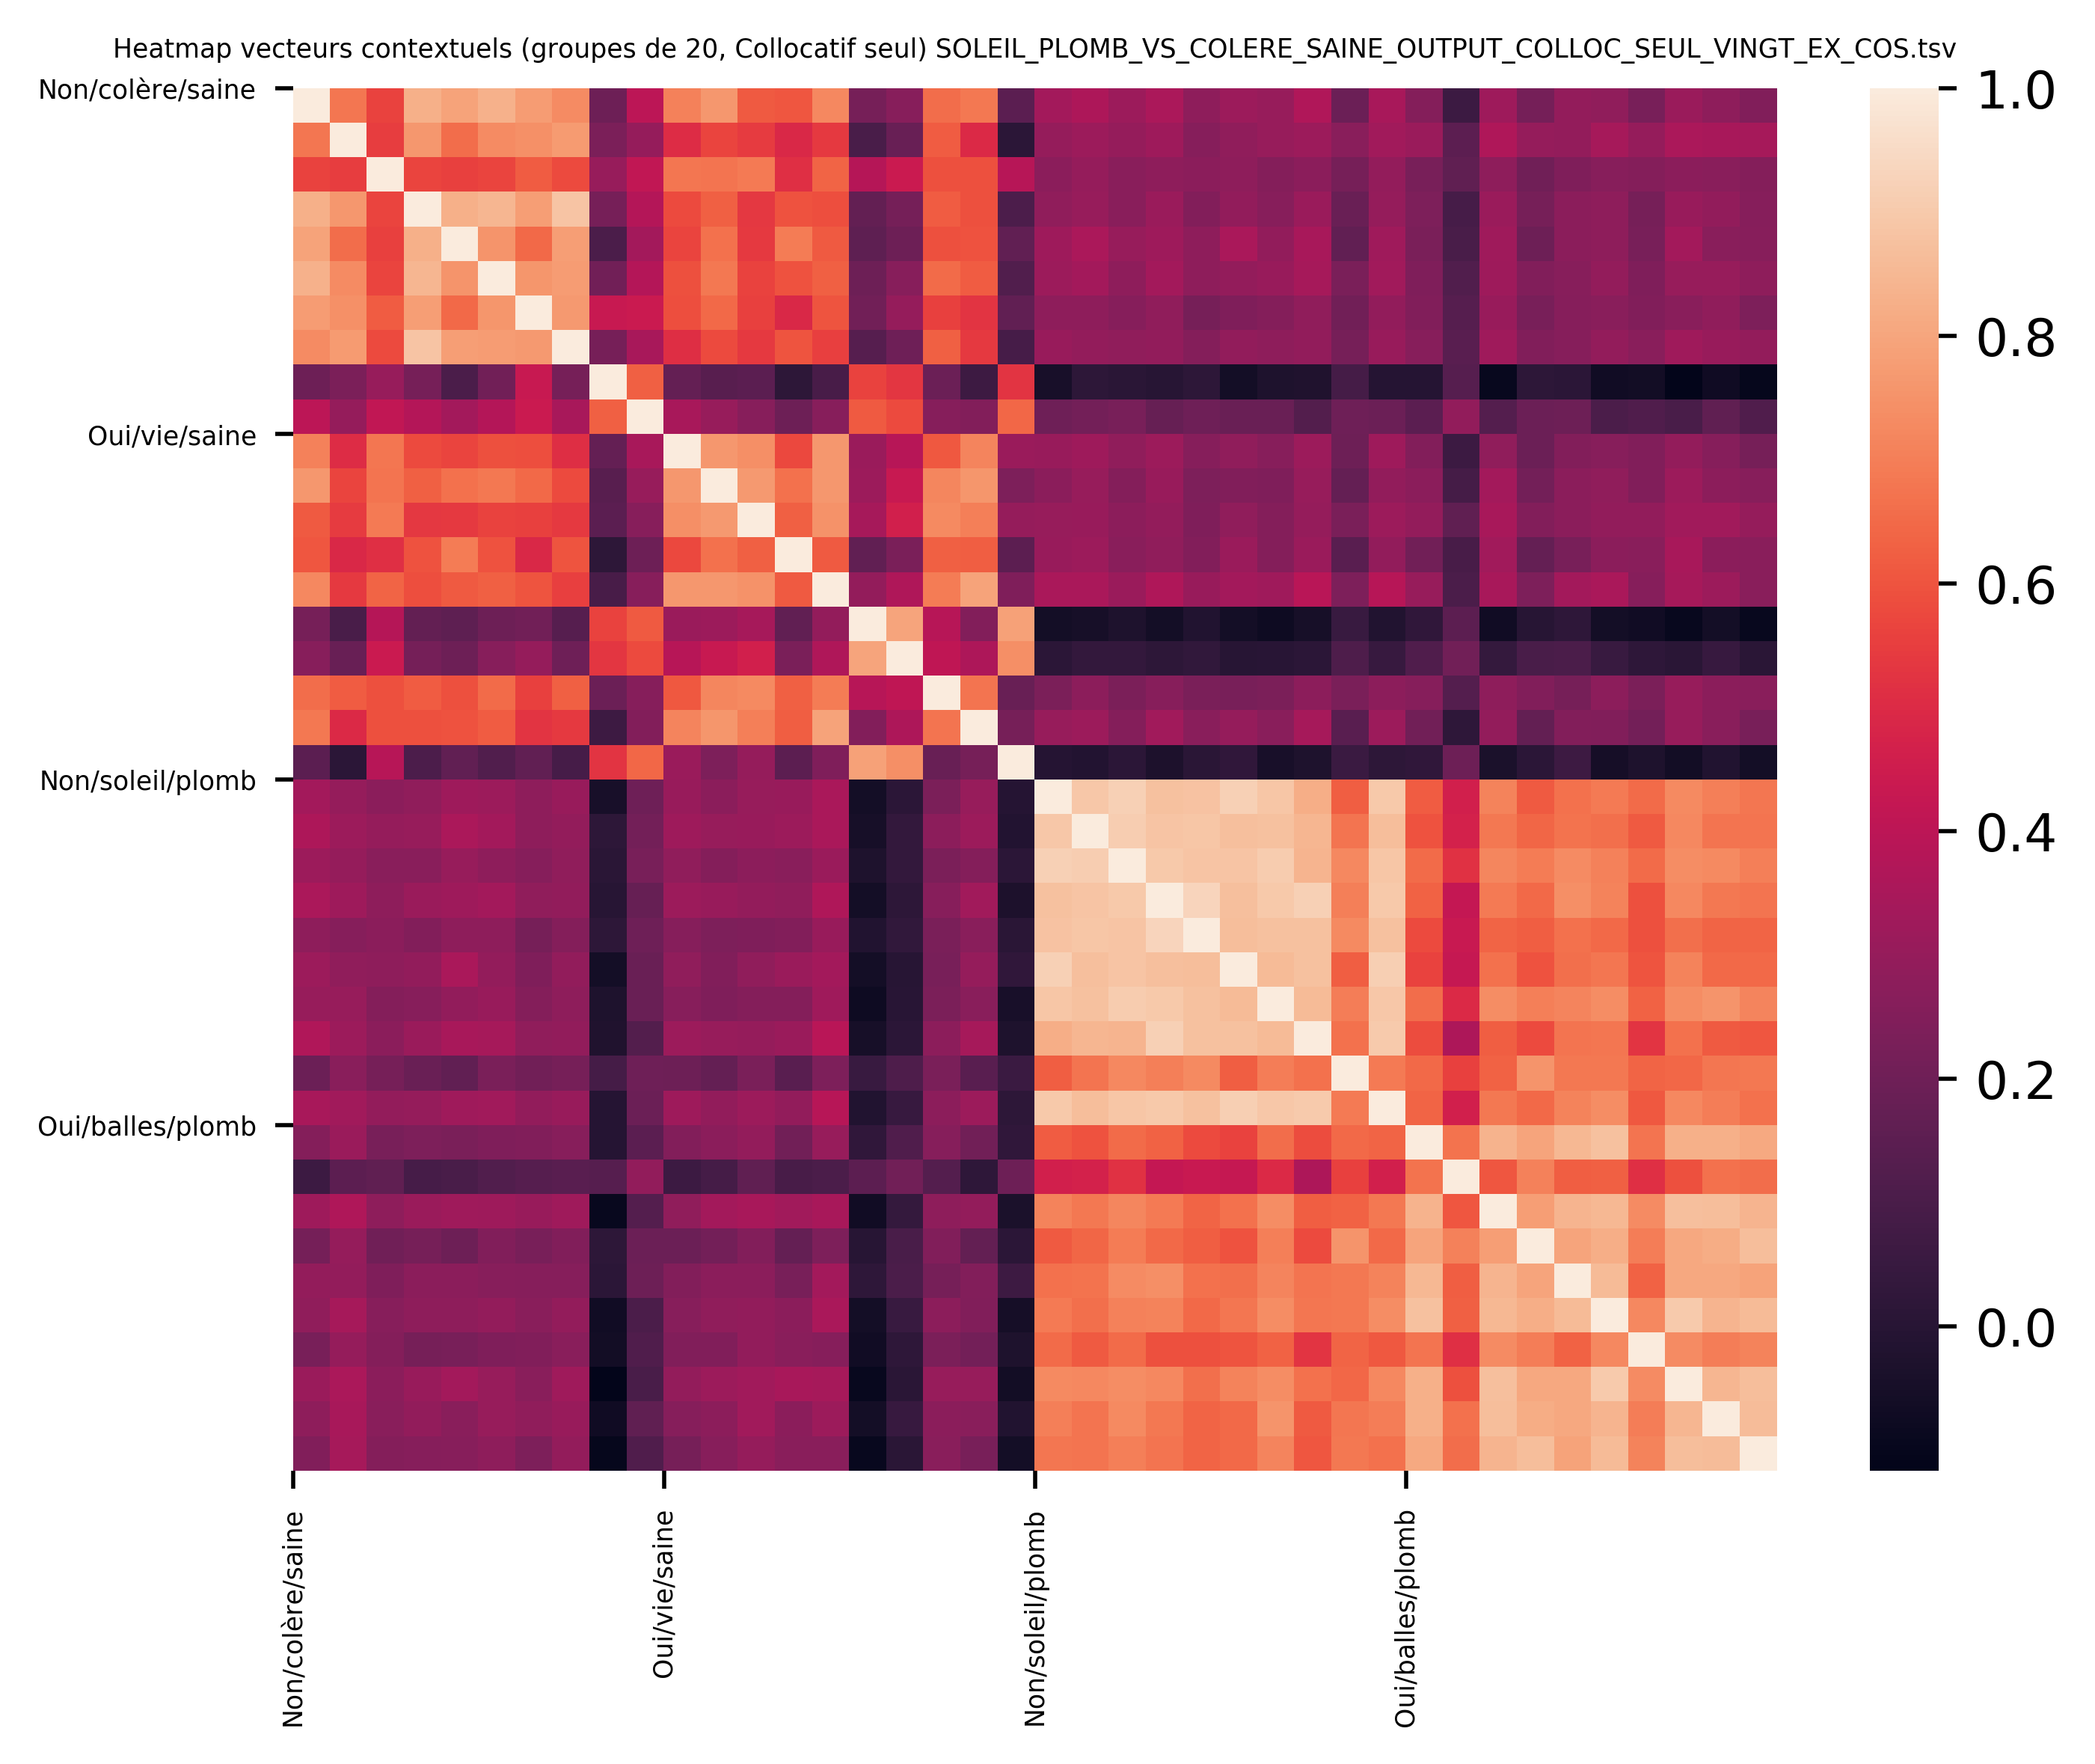 Heatmap vecteurs contextuels (groupes de 20, Collocatif seul) SOLEIL_PLOMB_VS_COLERE_SAINE_OUTPUT_COLLOC_SEUL_VINGT_EX_COS.tsv
Non/colère/saine
Oui/vie/saine
Non/soleil/plomb
Oui/balles/plomb
1.0
0.8
0.6
0.4
0.2
0.0
Non/colère/saine
Oui/vie/saine
Non/soleil/plomb
Oui/balles/plomb